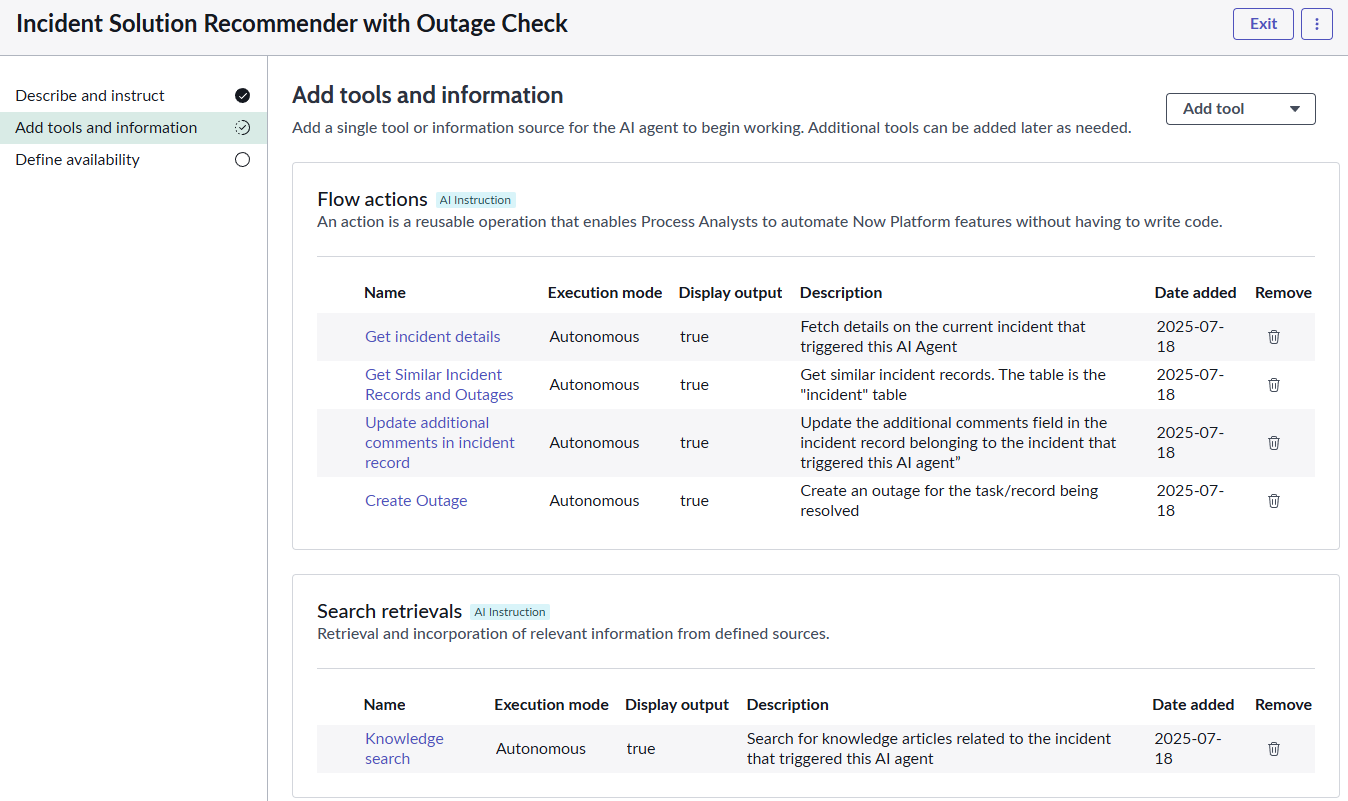 Incident Solution Recommender with Outage Check
Exit
Describe and instruct
Add tools and information
Define availability
Add tools and information
Add a single tool or information source for the AI agent to begin working. Additional tools can be added later as needed.
Add tool
Flow actions AI Instruction
An action is a reusable operation that enables Process Analysts to automate Now Platform features without having to write code.
Name Execution mode Display output Description Date added Remove
Get incident details Autonomous true Fetch details on the current incident that
triggered this AI Agent 2025-07-
18
Get Similar Incident
Records and Outages Autonomous true Get similar incident records. The table is the
"incident" table 2025-07-
18
Update additional
comments in incident
record Autonomous true Update the additional comments field in the
incident record belonging to the incident that
triggered this AI agent” 2025-07-
18
Create Outage Autonomous true Create an outage for the task/record being
resolved 2025-07-
18
Search retrievals AI Instruction
Retrieval and incorporation of relevant information from defined sources.
Name Execution mode Display output Description Date added Remove
Knowledge
search Autonomous true Search for knowledge articles related to the incident
that triggered this AI agent 2025-07-
18